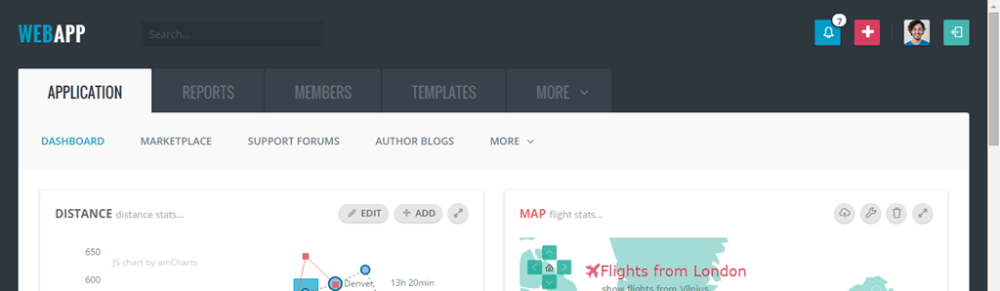 WEBAPP
Search...
7
APPLICATION
REPORTS
MEMBERS
TEMPLATES
MORE
DASHBOARD
MARKETPLACE
SUPPORT FORUMS
AUTHOR BLOGS
MORE
DISTANCE distance stats...
EDIT
ADD
MAP flight stats...
650
JS chart by amCharts
600
Denver
13h 20min
Flights from London
show flights from Vilnius